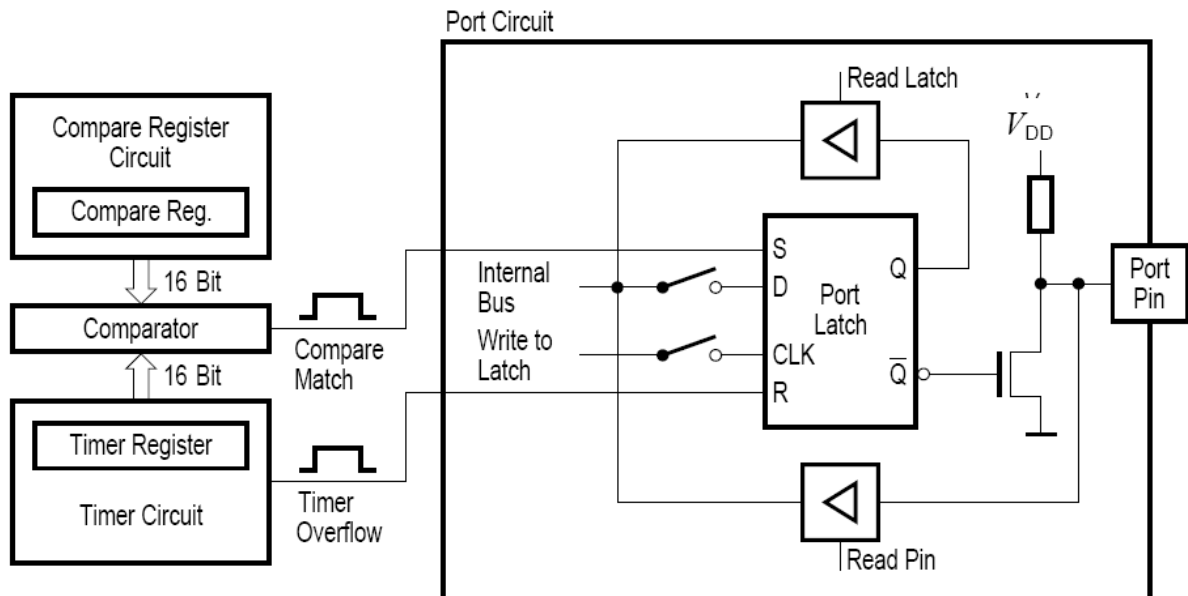 Port Circuit
Compare Register
Circuit
Compare Reg.
16 Bit
Comparator
16 Bit
Timer Register
Timer Circuit
Compare
Match
Timer
Overflow
Read Latch
V_DD
Internal
Bus
Write to
Latch
S
D
CLK
R
Q
Port
Latch
Q̅
Port
Pin
Read Pin